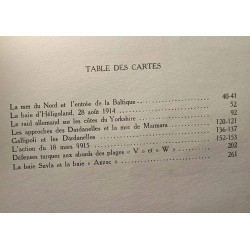 TABLE DES CARTES
La mer du Nord et l'entrée de la Baltique 40-41
La baie d'Héligoland, 28 août 1914 52
Le raid allemand sur les côtes du Yorkshire 92
Les approches des Dardanelles et la mer de Marmara 120-121
Gallipoli et les Dardanelles 136-137
L'action du 18 mars 1915 152-153
Défenses turques aux abords des plages « V » et « W » 202
La baie Suvla et la baie « Anzac » 261